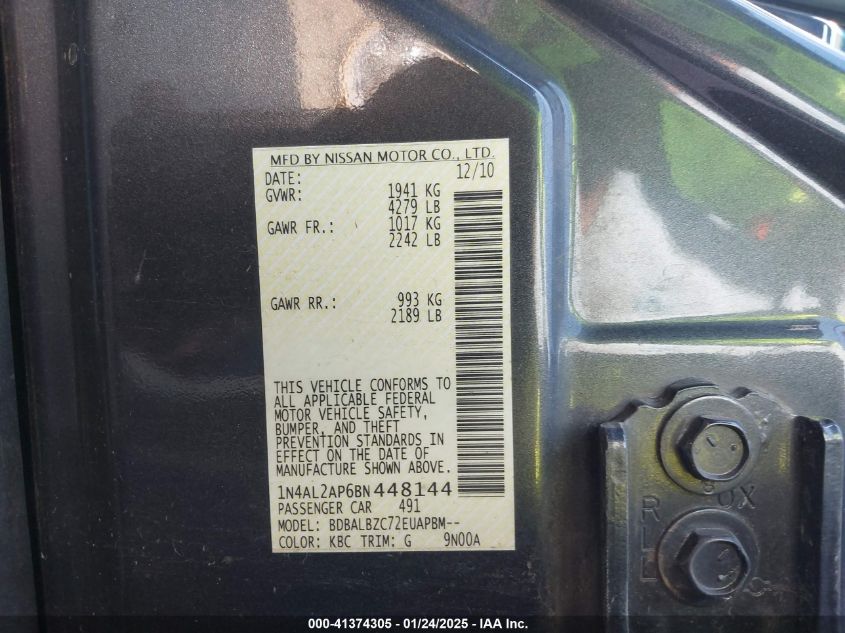 MFD BY NISSAN MOTOR CO., LTD.
DATE: 12/10
GVWR: 1941 KG
4279 LB
GAWR FR.: 1017 KG
2242 LB
GAWR RR.: 993 KG
2189 LB
THIS VEHICLE CONFORMS TO
ALL APPLICABLE FEDERAL
MOTOR VEHICLE SAFETY,
BUMPER, AND THEFT
PREVENTION STANDARDS IN
EFFECT ON THE DATE OF
MANUFACTURE SHOWN ABOVE.
1N4AL2AP6BN448144
PASSENGER CAR 491
MODEL: BDBALBZC72EUAPBM--
COLOR: KBC TRIM: G 9N00A
000-41374305 - 01/24/2025 - IAA Inc.